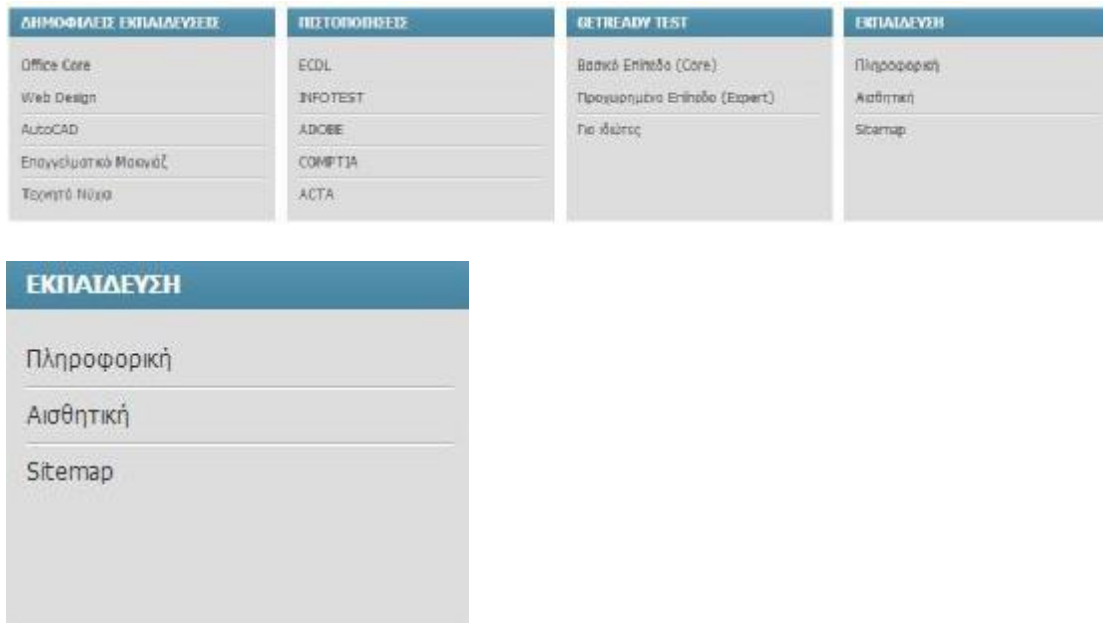 ΔΗΜΟΦΙΛΕΙΣ ΕΚΠΑΙΔΕΥΣΕΙΣ
Office Core
Web Design
AutoCAD
Επαγγελματικό Μακιγιάζ
Τεχνητά Νύχια
ΠΙΣΤΟΠΟΙΗΣΕΙΣ
ECDL
INFOTEST
ADOBE
COMPTIA
ACTA
GETREADY TEST
Βασικό Επίπεδο (Core)
Προχωρημένο Επίπεδο (Expert)
Για ιδιώτες
ΕΚΠΑΙΔΕΥΣΗ
Πληροφορική
Αισθητική
Sitemap
ΕΚΠΑΙΔΕΥΣΗ
Πληροφορική
Αισθητική
Sitemap